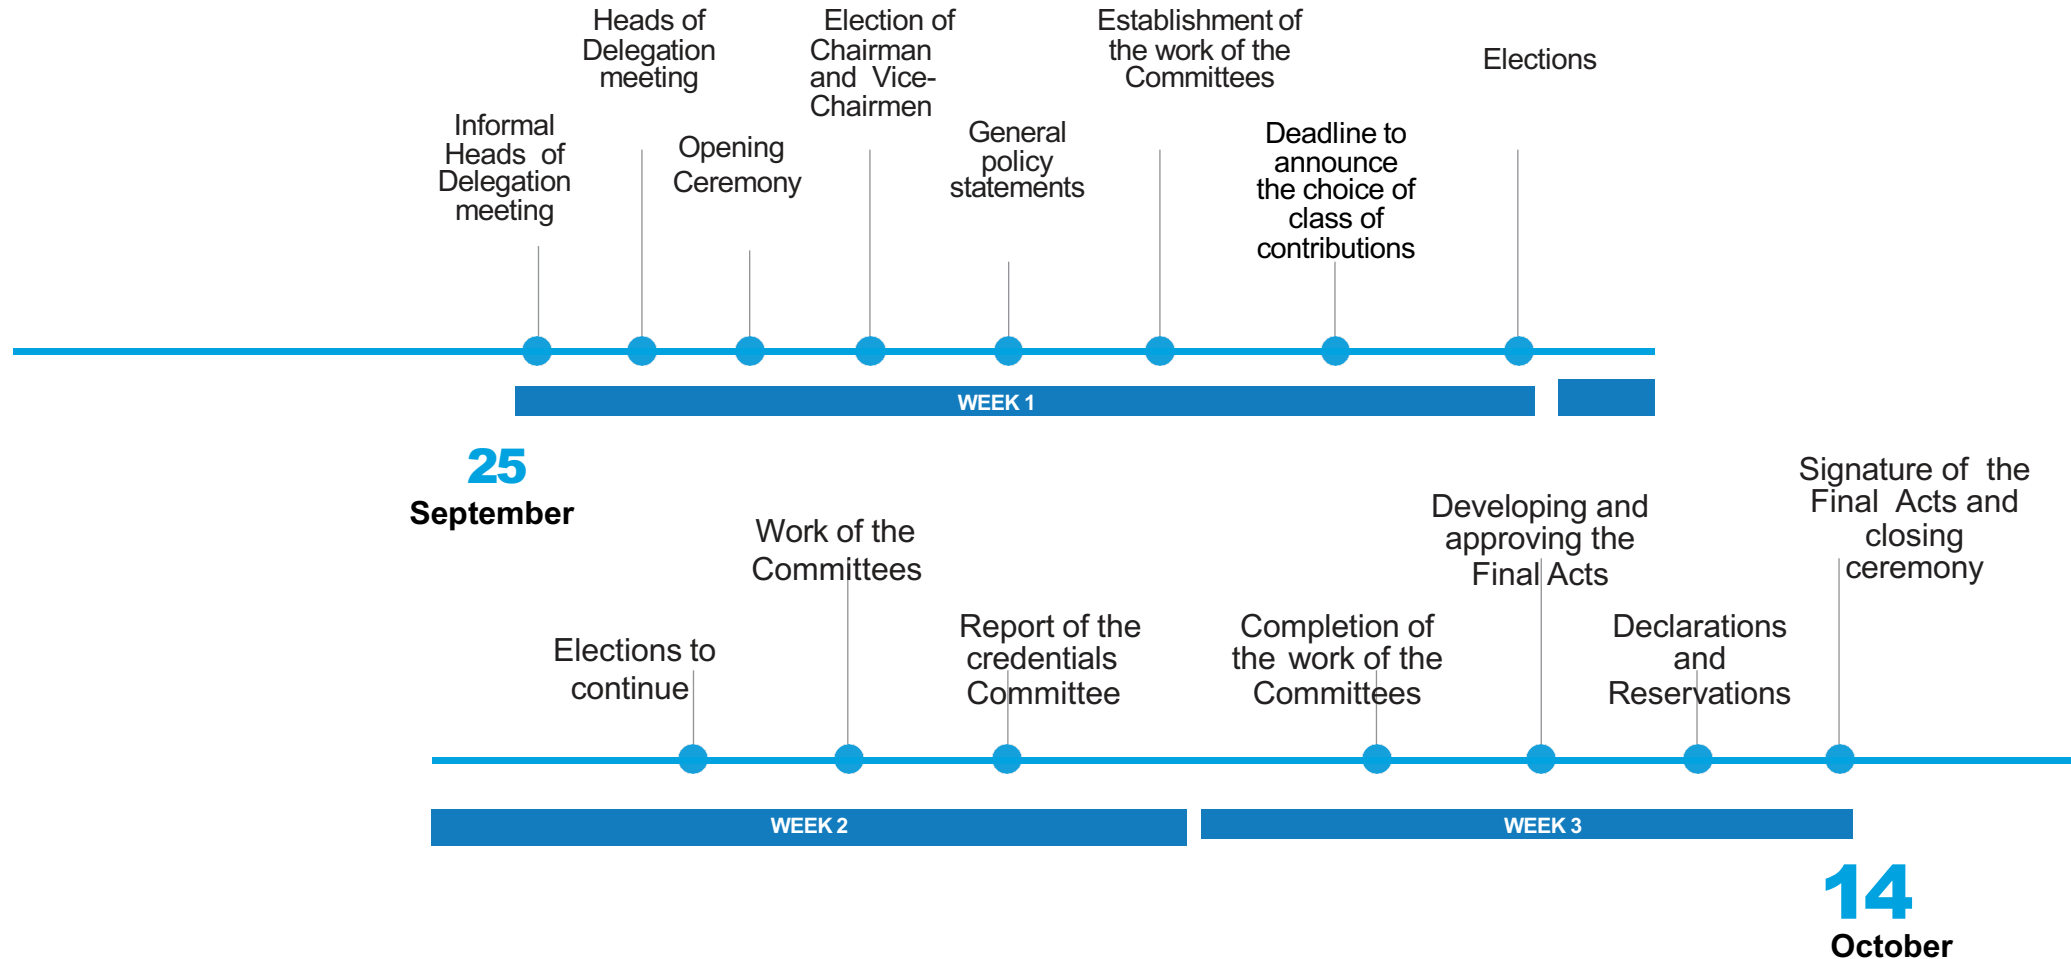 Informal
Heads of
Delegation
meeting
Heads of
Delegation
meeting
Opening
Ceremony
Election of
Chairman
and Vice-
Chairmen
General
policy
statements
Establishment of
the work of the
Committees
Deadline to
announce
the choice of
class of
contributions
Elections
WEEK 1
25
September
Elections to
continue
Work of the
Committees
Report of the
credentials
Committee
Completion of
the work of the
Committees
Developing and
approving the
Final Acts
Declarations
and
Reservations
Signature of the
Final Acts and
closing
ceremony
WEEK 2
WEEK 3
14
October